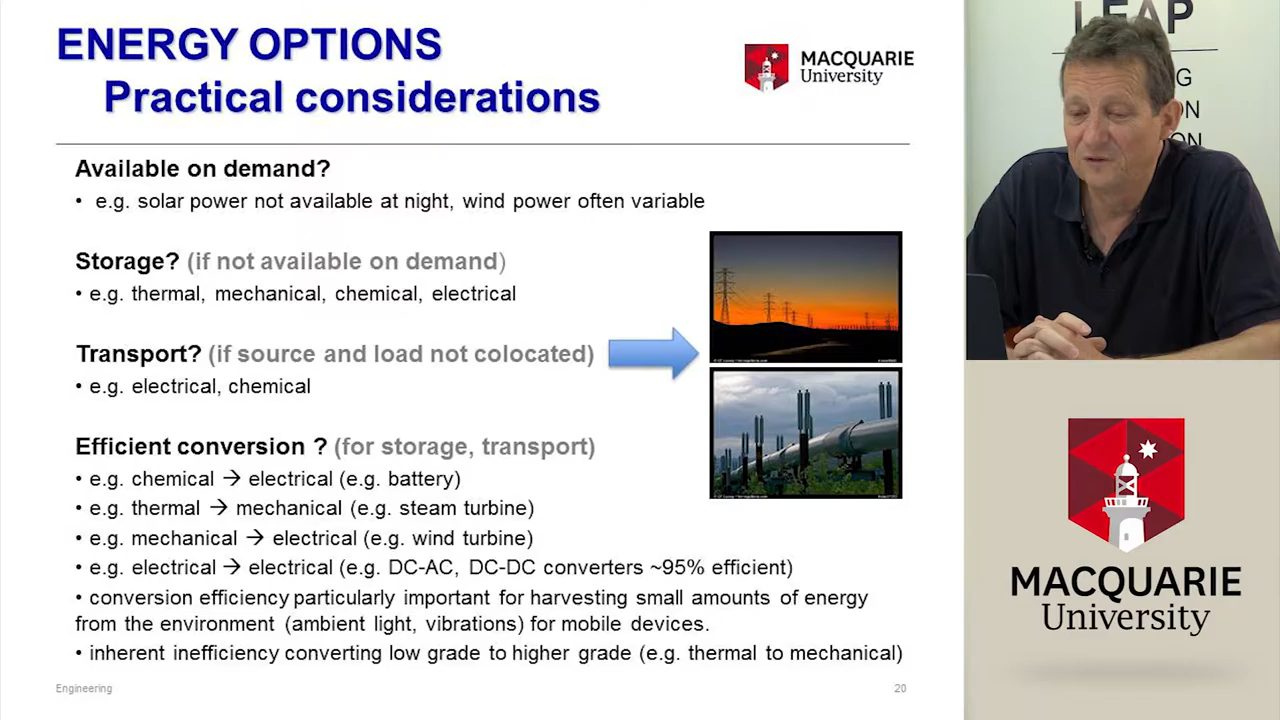 ENERGY OPTIONS
Practical considerations
MACQUARIE
University
Available on demand?
• e.g. solar power not available at night, wind power often variable
Storage? (if not available on demand)
• e.g. thermal, mechanical, chemical, electrical
Transport? (if source and load not colocated)
• e.g. electrical, chemical
Efficient conversion ? (for storage, transport)
• e.g. chemical → electrical (e.g. battery)
• e.g. thermal → mechanical (e.g. steam turbine)
• e.g. mechanical → electrical (e.g. wind turbine)
• e.g. electrical → electrical (e.g. DC-AC, DC-DC converters ~95% efficient)
• conversion efficiency particularly important for harvesting small amounts of energy
from the environment (ambient light, vibrations) for mobile devices.
• inherent inefficiency converting low grade to higher grade (e.g. thermal to mechanical)
Engineering
20
LEAP
G
ON
ON
MACQUARIE
University